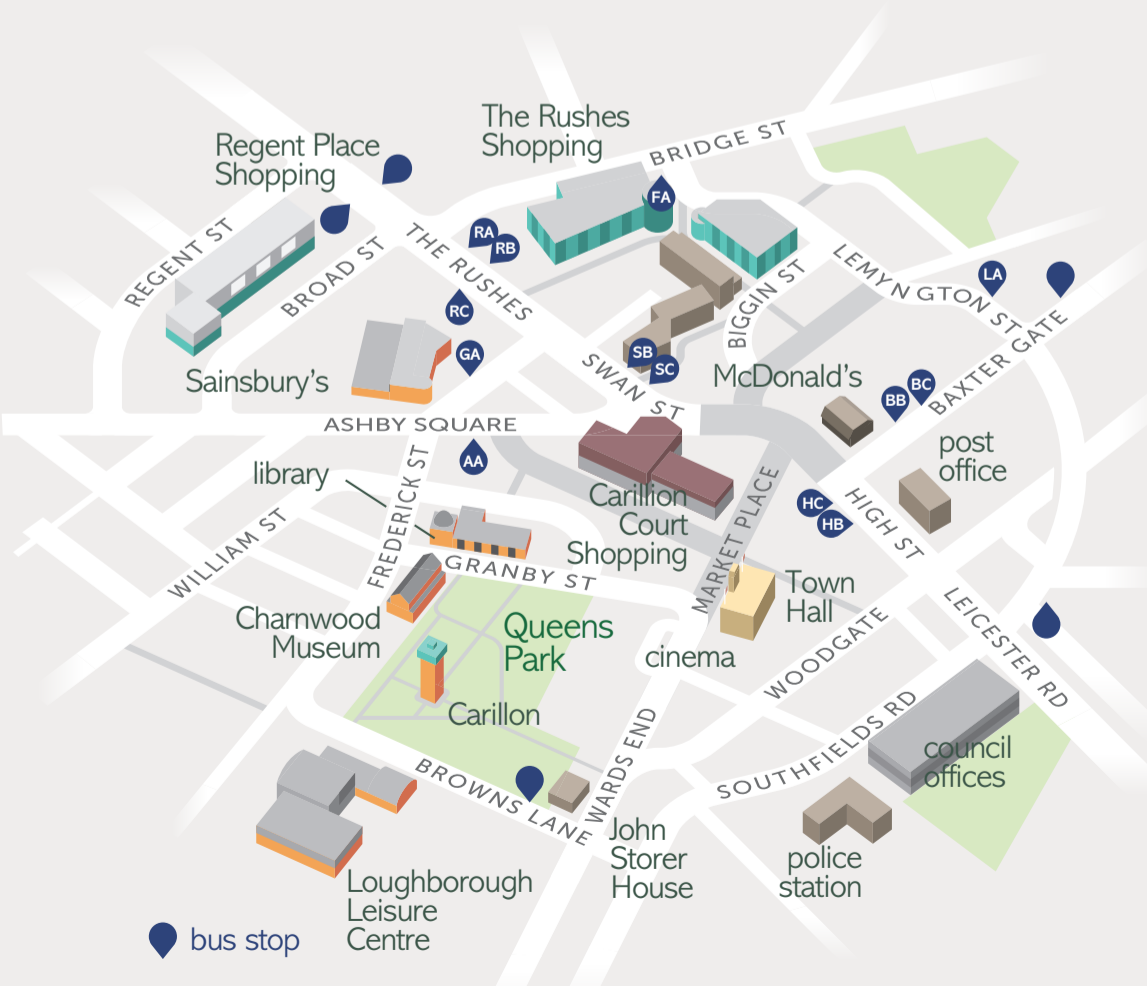 The Rushes
Shopping
BRIDGE ST
Regent Place
Shopping
FA
REGENT ST
BROAD ST
THE RUSHES
RA
RB
RC
GA
LEMYNGTON ST
LA
BIGGIN ST
BAXTER GATE
SB
SC
SWAN ST
McDonald's
BC
BB
Sainsbury's
ASHBY SQUARE
AA
library
FREDERICK ST
post
office
Carillion
Court
Shopping
MARKET PLACE
HC
HB
HIGH ST
WILLIAM ST
GRANBY ST
Town
Hall
Charnwood
Museum
Queens
Park
cinema
WOODGATE
LEICESTER RD
Carillon
SOUTHFIELDS RD
council
offices
WARDS END
BROWNS LANE
John
Storer
House
police
station
Loughborough
Leisure
Centre
bus stop